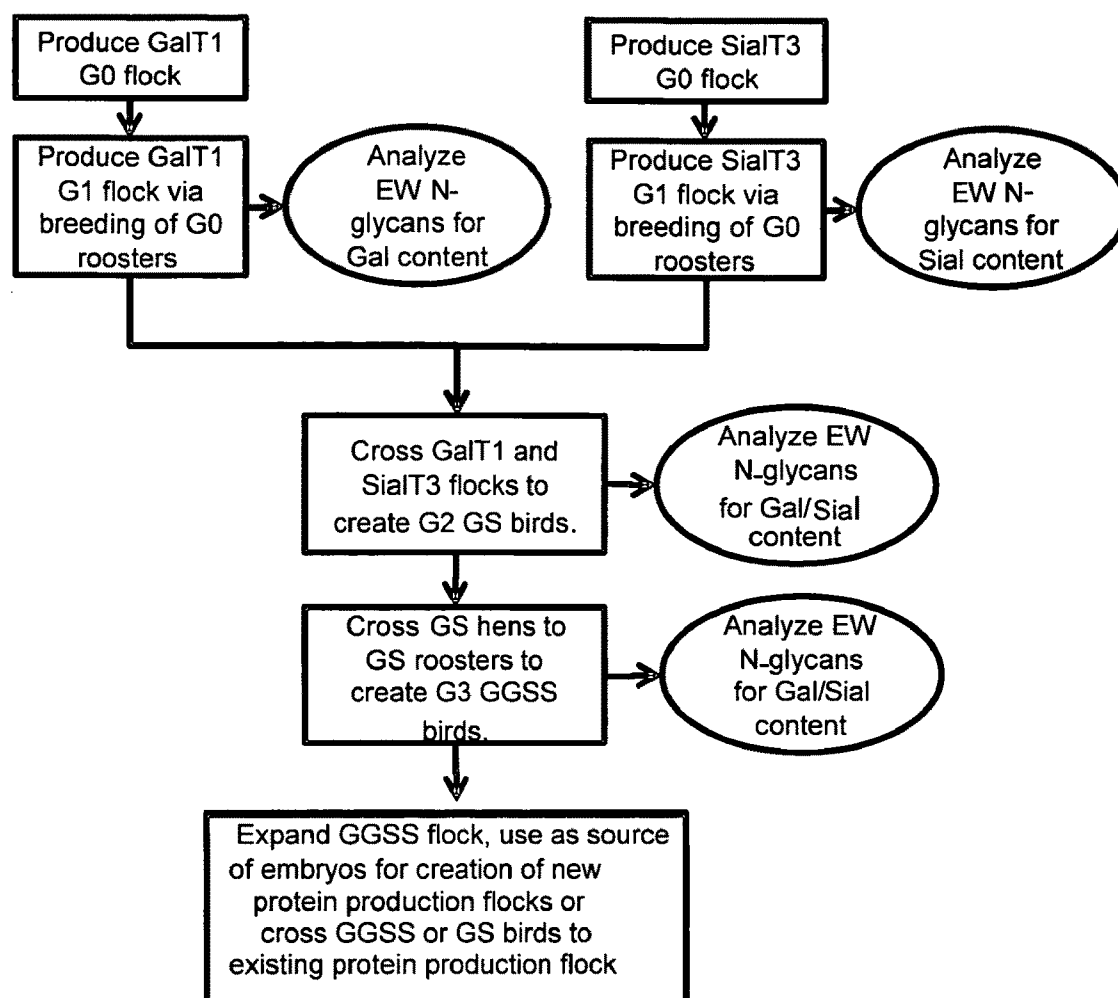 Produce GalT1
G0 flock
Produce SialT3
G0 flock
Produce GalT1
G1 flock via
breeding of G0
roosters
Analyze
EW N-
glycans for
Gal content
Produce SialT3
G1 flock via
breeding of G0
roosters
Analyze
EW N-
glycans for
Sial content
Cross GalT1 and
SialT3 flocks to
create G2 GS birds.
Analyze EW
N-glycans
for Gal/Sial
content
Cross GS hens to
GS roosters to
create G3 GGSS
birds.
Analyze EW
N-glycans
for Gal/Sial
content
Expand GGSS flock, use as source
of embryos for creation of new
protein production flocks or
cross GGSS or GS birds to
existing protein production flock